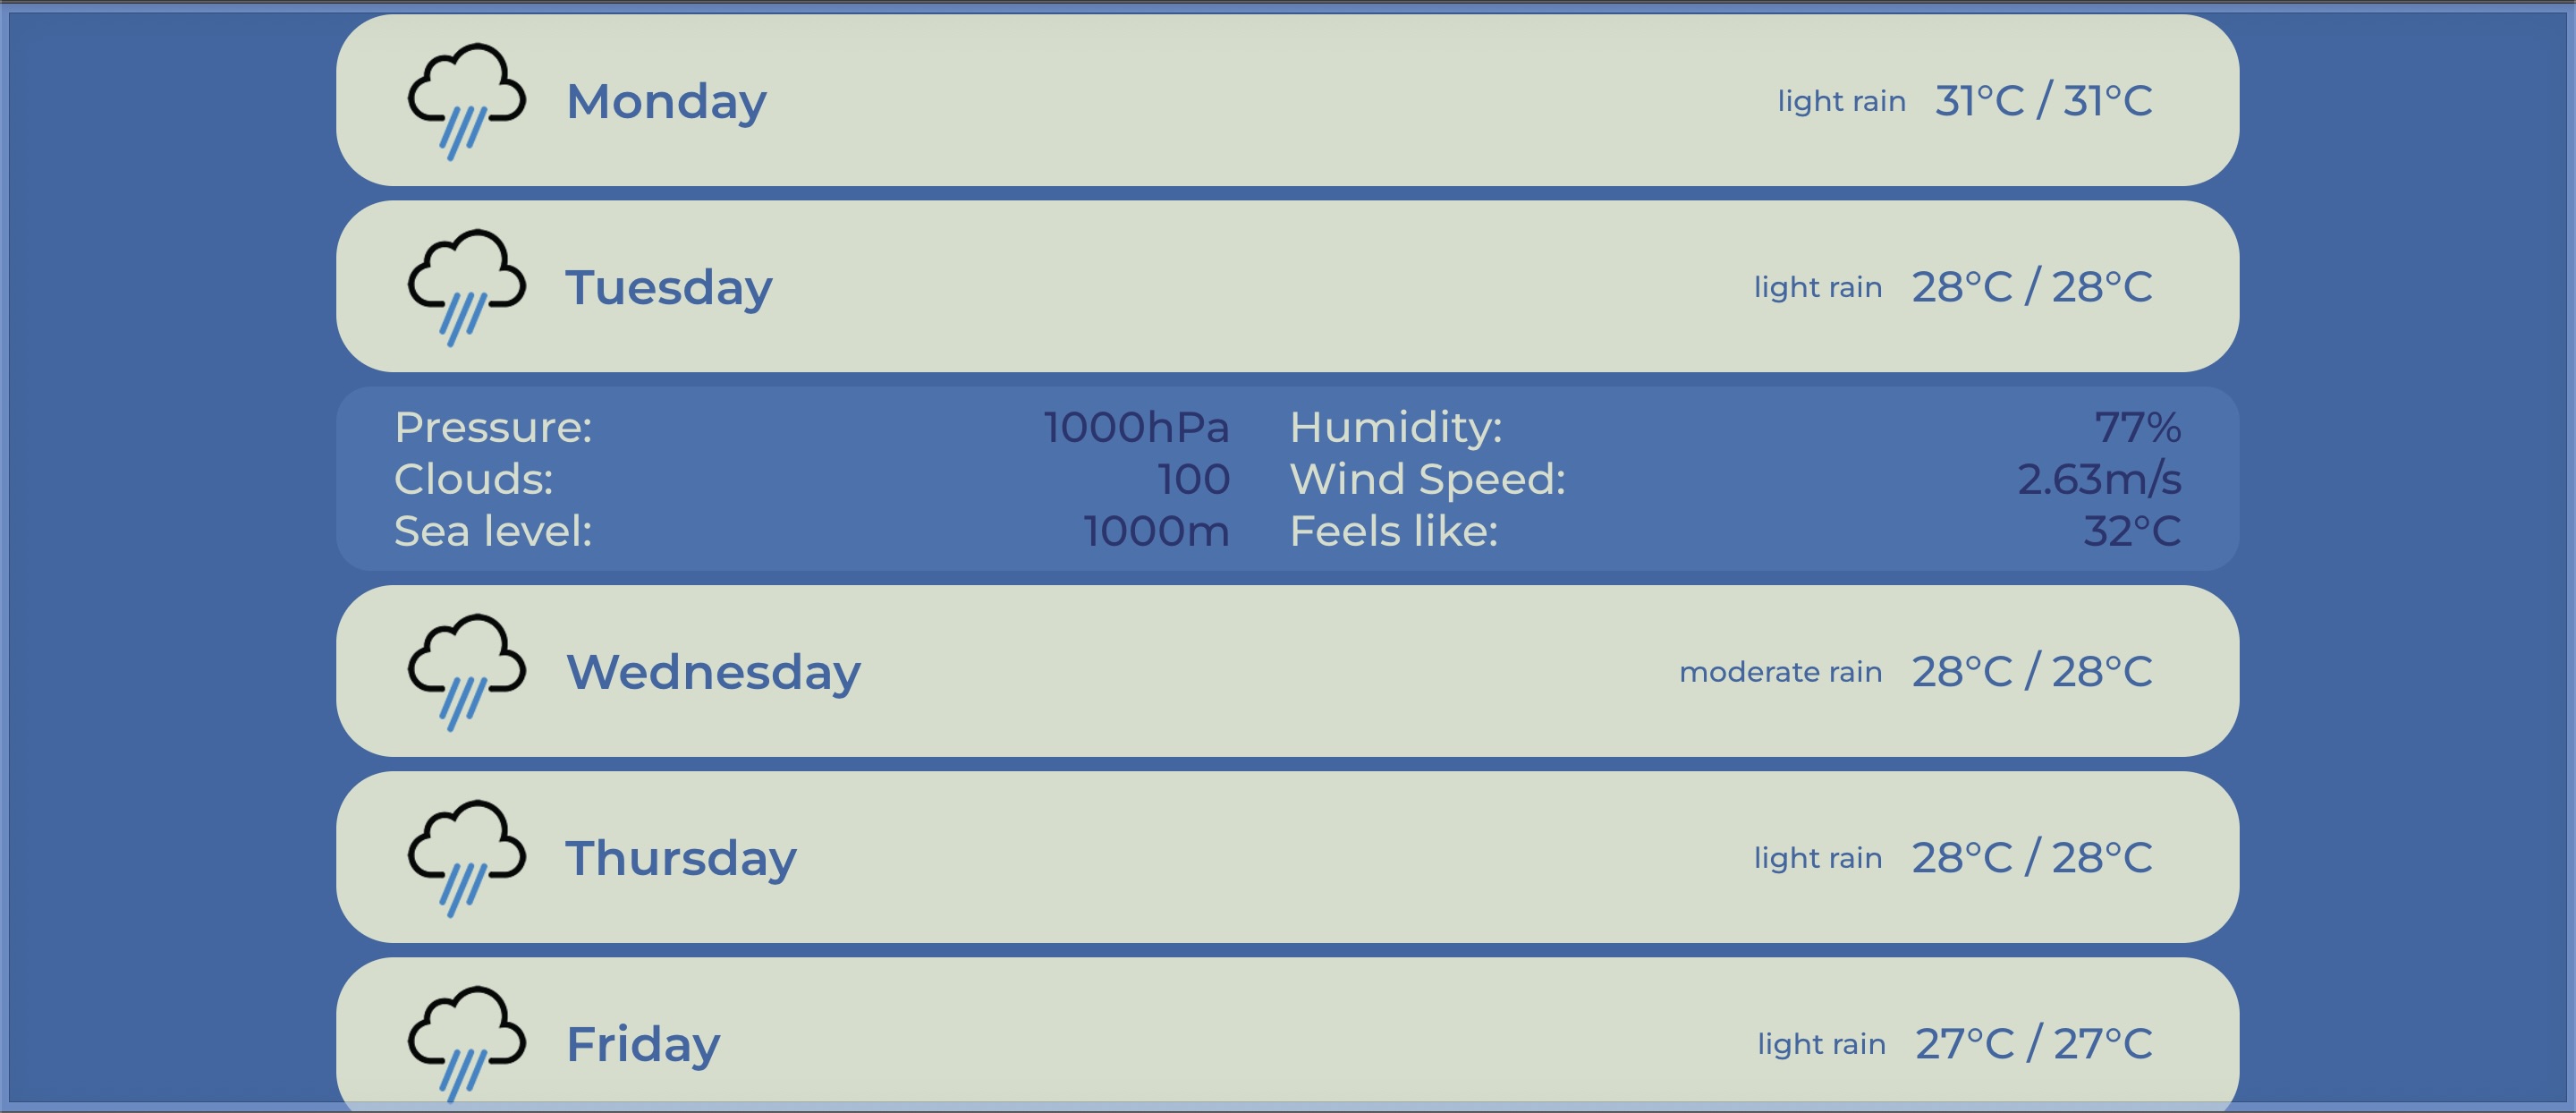 Monday light rain 31°C / 31°C
Tuesday light rain 28°C / 28°C
Pressure: 1000hPa Humidity: 77%
Clouds: 100 Wind Speed: 2.63m/s
Sea level: 1000m Feels like: 32°C
Wednesday moderate rain 28°C / 28°C
Thursday light rain 28°C / 28°C
Friday light rain 27°C / 27°C